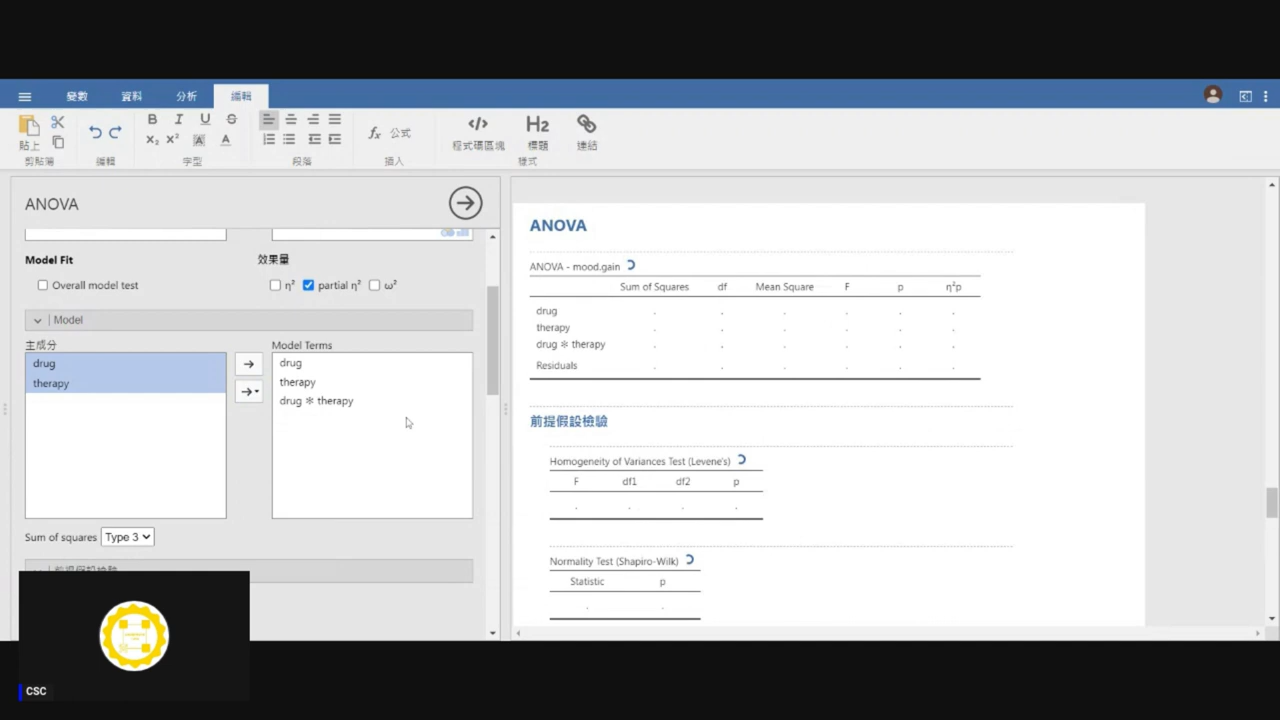 變數 資料 分析 編輯
貼上
B I U S
X₂ X² A A
fx 公式
</>
程式碼區塊
H2
標題
連結
剪貼簿 編輯 字型 段落 插入 樣式
ANOVA
Model Fit
效果量
Overall model test
η² partial η² ω²
Model
主成分
drug
therapy
Model Terms
drug
therapy
drug ✻ therapy
Sum of squares Type 3
CSC
ANOVA
ANOVA - mood.gain
Sum of Squares df Mean Square F p η²p
drug . . . . . .
therapy . . . . . .
drug ✻ therapy . . . . . .
Residuals . . . . . .
前提假設檢驗
Homogeneity of Variances Test (Levene's)
F df1 df2 p
. . . .
Normality Test (Shapiro-Wilk)
Statistic p
. .